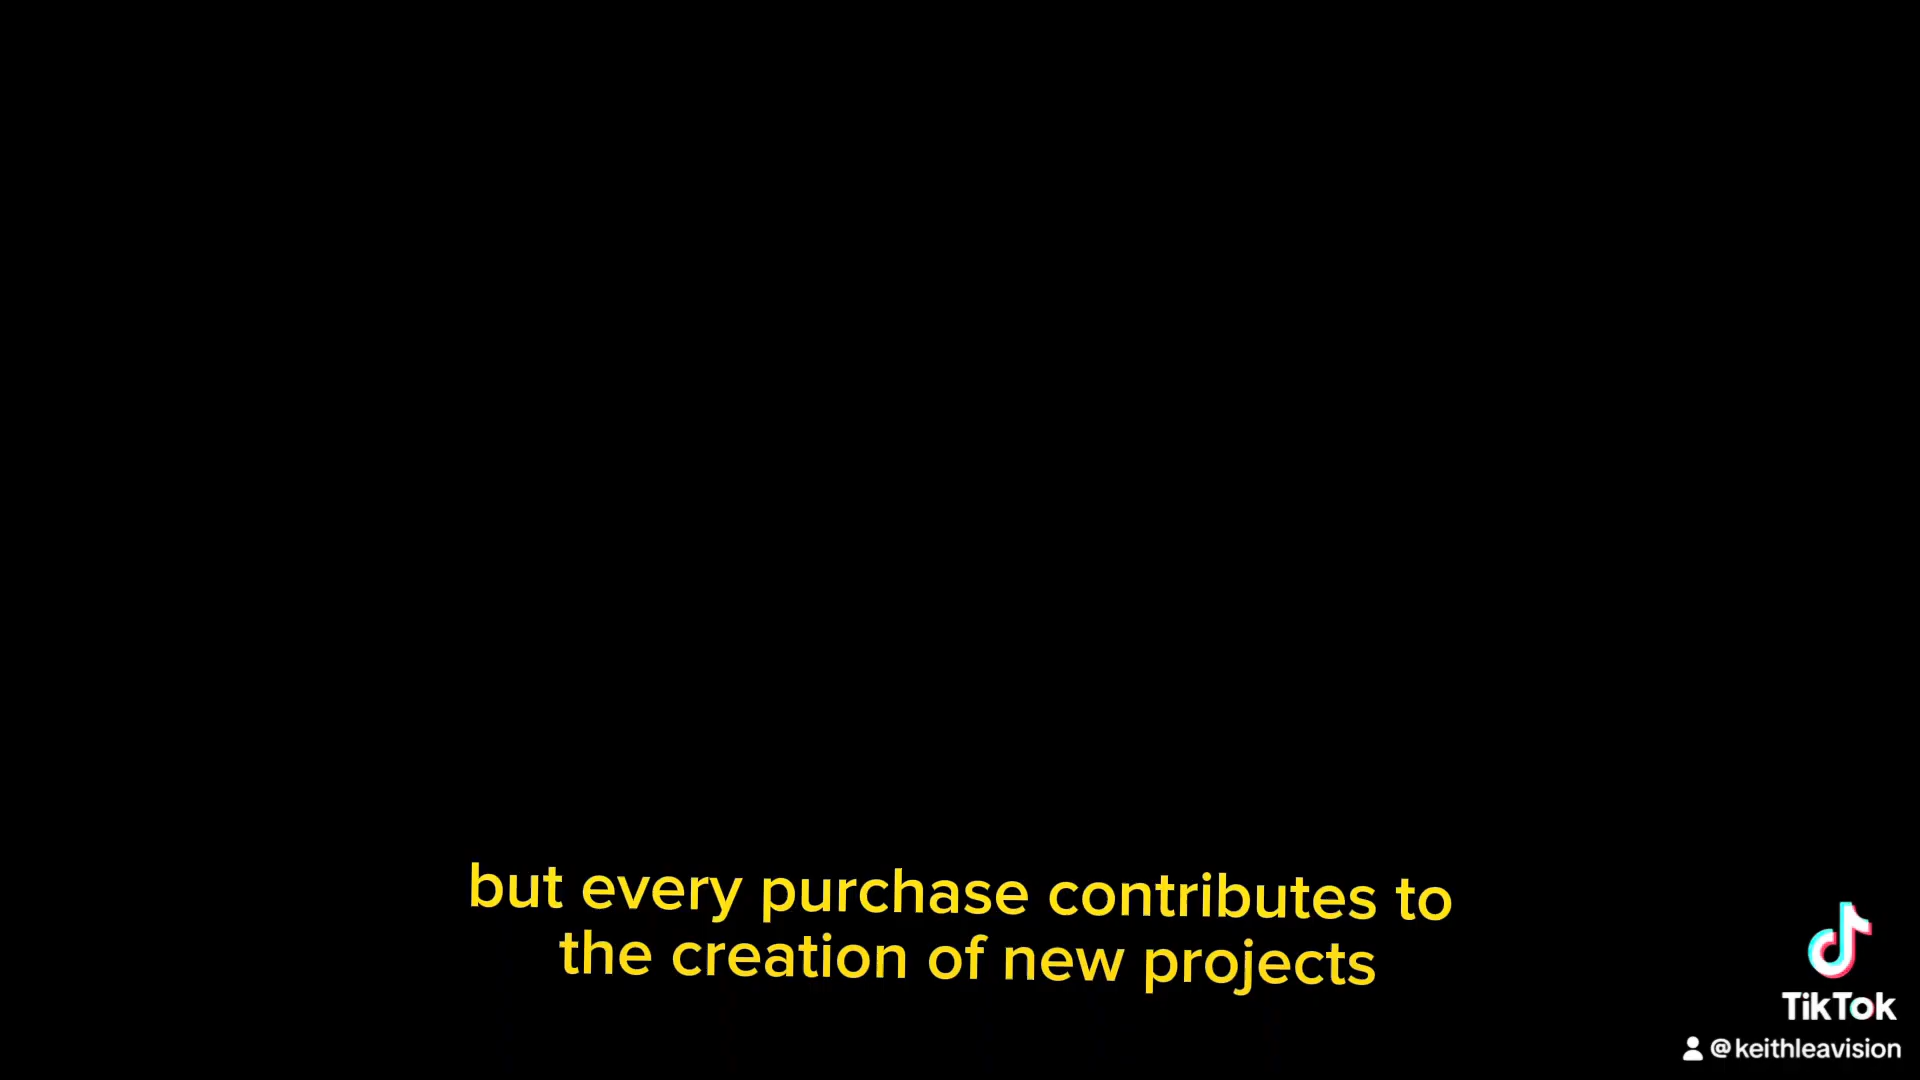 but every purchase contributes to
the creation of new projects
TikTok
@keithleavision